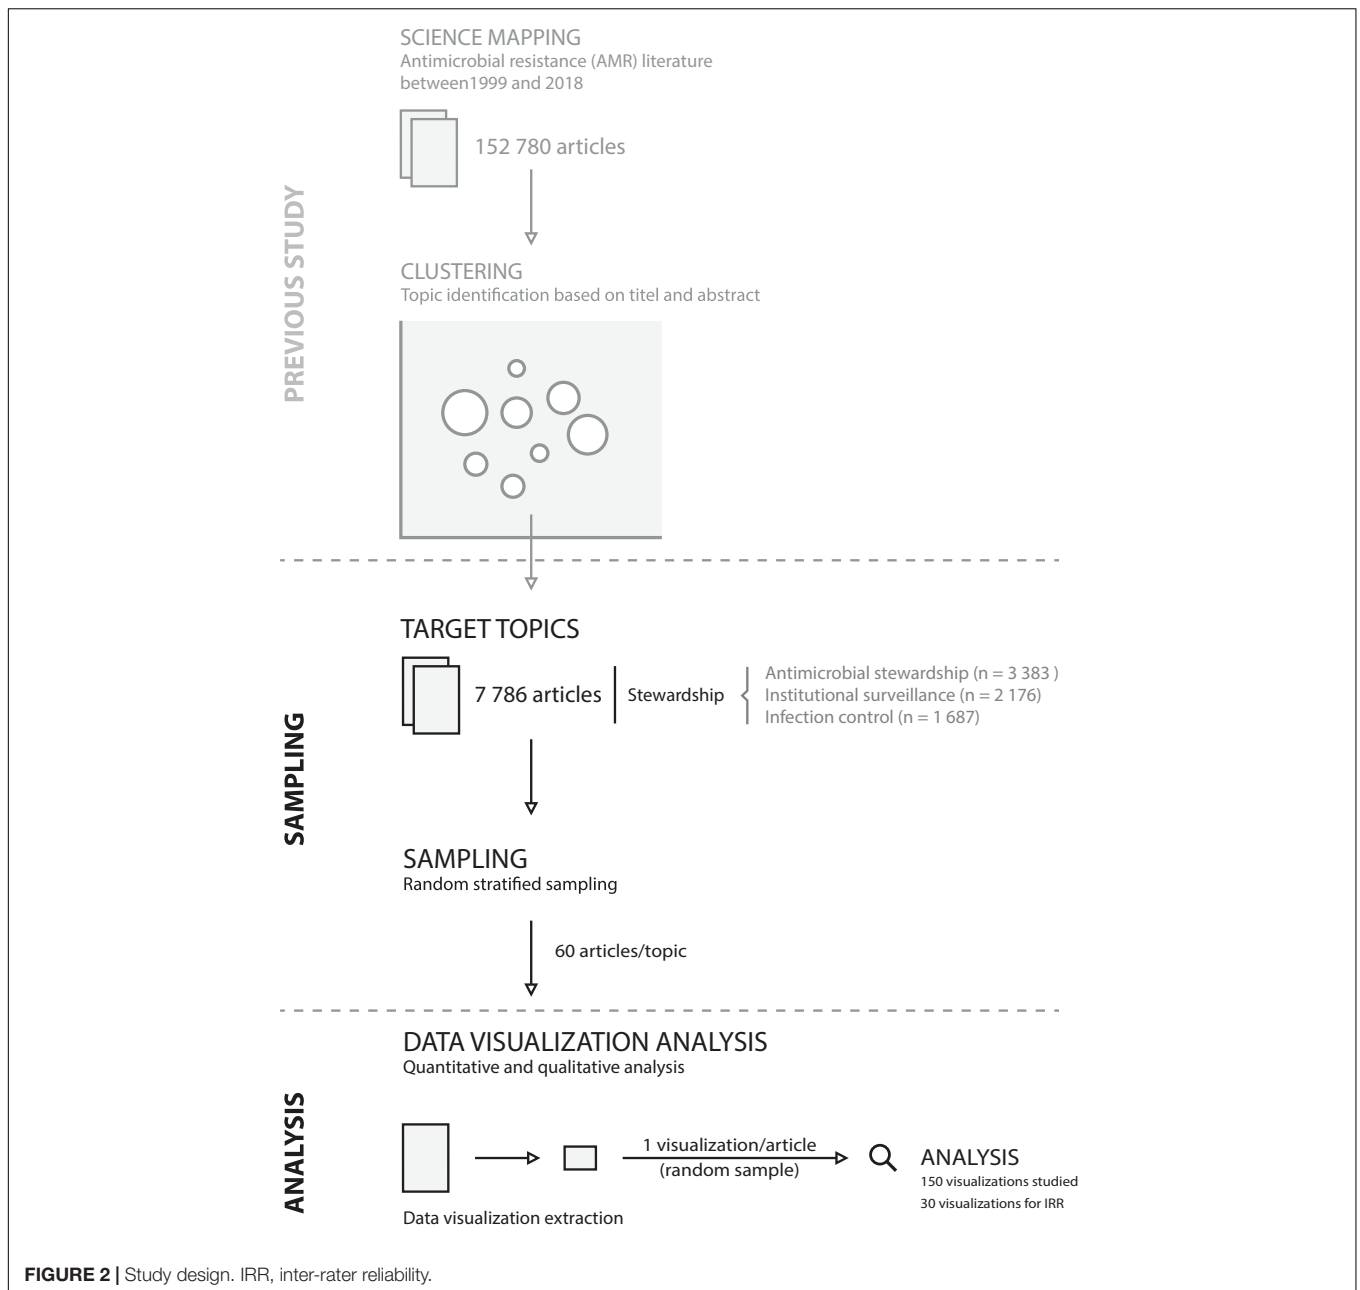 SCIENCE MAPPING
Antimicrobial resistance (AMR) literature
between1999 and 2018
152 780 articles
PREVIOUS STUDY
CLUSTERING
Topic identification based on titel and abstract
TARGET TOPICS
7 786 articles
Stewardship
Antimicrobial stewardship (n = 3 383 )
Institutional surveillance (n = 2 176)
Infection control (n = 1 687)
SAMPLING
SAMPLING
Random stratified sampling
60 articles/topic
DATA VISUALIZATION ANALYSIS
Quantitative and qualitative analysis
ANALYSIS
1 visualization/article
(random sample)
ANALYSIS
150 visualizations studied
30 visualizations for IRR
Data visualization extraction
FIGURE 2 | Study design. IRR, inter-rater reliability.